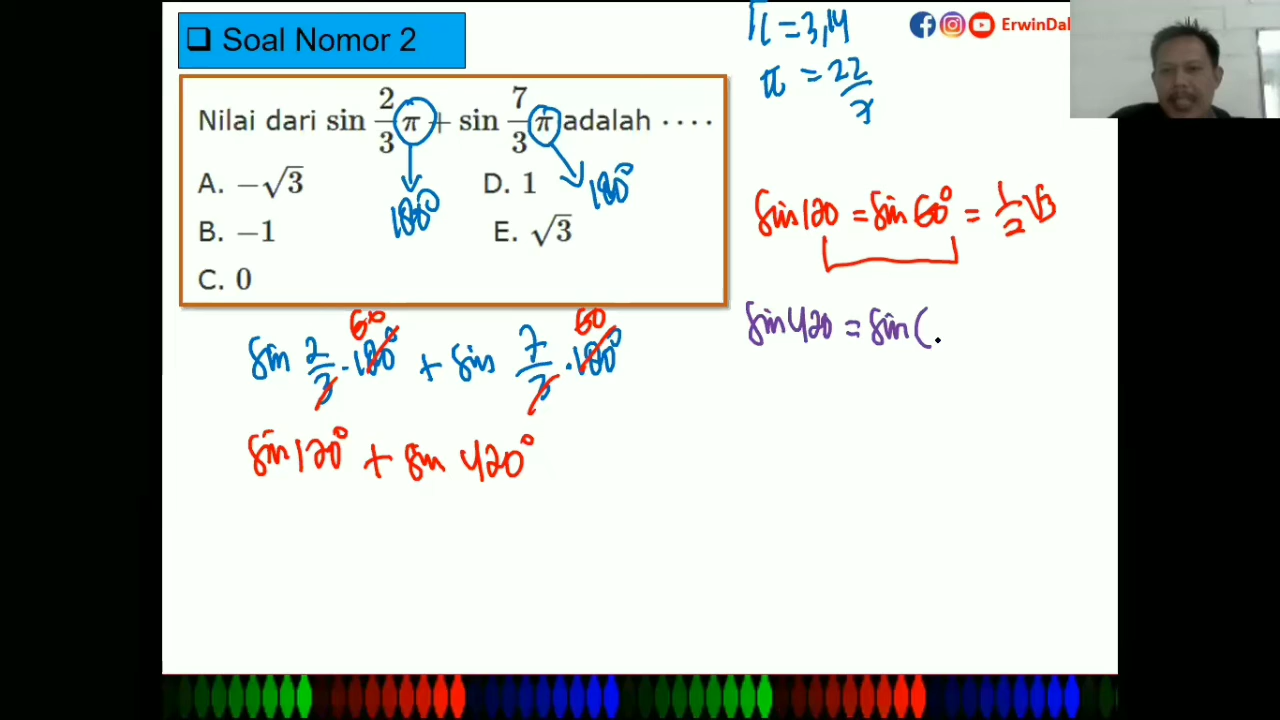 ❑ Soal Nomor 2
π = 3,14
π = 22/7
ErwinDal
Nilai dari sin 2/3 π + sin 7/3 π adalah ....
A. −√3
D. 1
180°
180°
B. −1
E. √3
C. 0
sin 120 = sin 60° = 1/2 √3
sin 420 = sin (
60 60
sin 2/3 · 180° + sin 7/3 · 180°
sin 120° + sin 420°